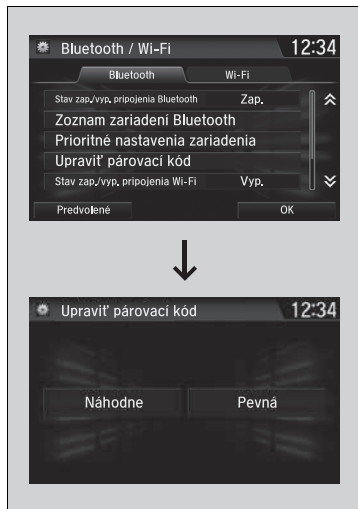 Bluetooth / Wi-Fi 12:34
Bluetooth Wi-Fi
Stav zap./vyp. pripojenia Bluetooth Zap.
Zoznam zariadení Bluetooth
Prioritné nastavenia zariadenia
Upraviť párovací kód
Stav zap./vyp. pripojenia Wi-Fi Vyp.
Predvolené OK
Upraviť párovací kód 12:34
Náhodne Pevná